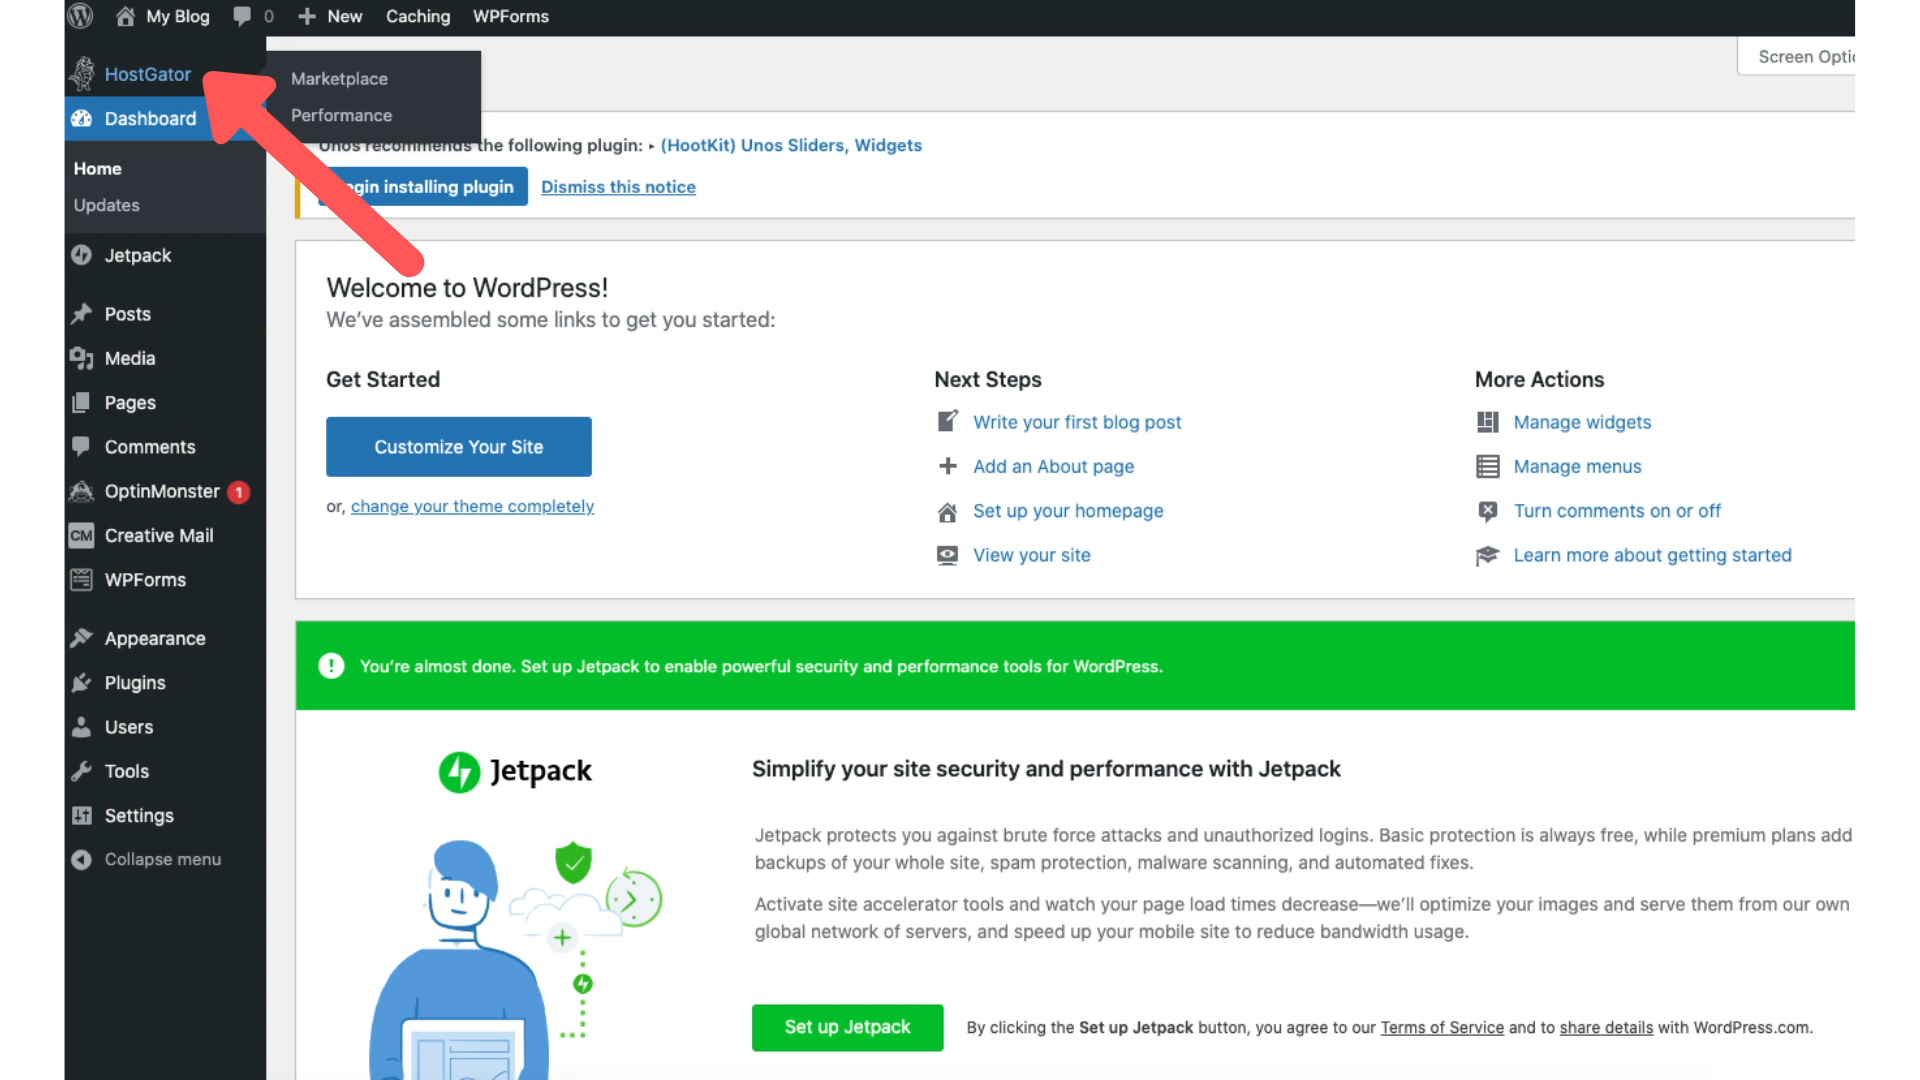 My Blog 0 New Caching WPForms
HostGator
Marketplace
Performance
Screen Optio
Dashboard
Home
Updates
Jetpack
Posts
Media
Pages
Comments
OptinMonster 1
CM Creative Mail
WPForms
Appearance
Plugins
Users
Tools
Settings
Collapse menu
Unos recommends the following plugin: ▸ (HootKit) Unos Sliders, Widgets
gin installing plugin Dismiss this notice
Welcome to WordPress!
We've assembled some links to get you started:
Get Started
Customize Your Site
or, change your theme completely
Next Steps
Write your first blog post
Add an About page
Set up your homepage
View your site
More Actions
Manage widgets
Manage menus
Turn comments on or off
Learn more about getting started
You're almost done. Set up Jetpack to enable powerful security and performance tools for WordPress.
Jetpack
Simplify your site security and performance with Jetpack
Jetpack protects you against brute force attacks and unauthorized logins. Basic protection is always free, while premium plans add
backups of your whole site, spam protection, malware scanning, and automated fixes.
Activate site accelerator tools and watch your page load times decrease—we'll optimize your images and serve them from our own
global network of servers, and speed up your mobile site to reduce bandwidth usage.
Set up Jetpack
By clicking the Set up Jetpack button, you agree to our Terms of Service and to share details with WordPress.com.